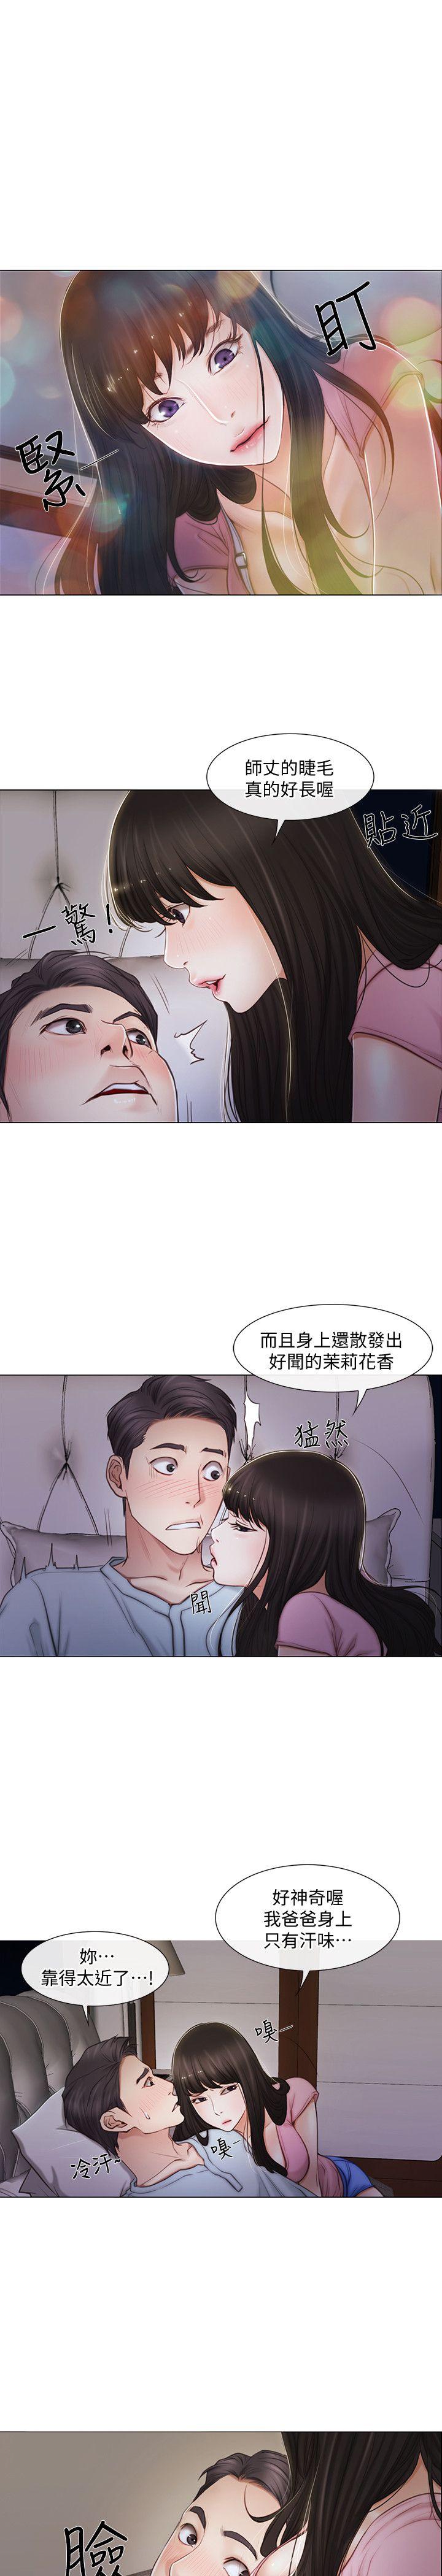 盯
緊
師丈的睫毛
真的好長喔
貼近
一驚!
而且身上還散發出
好聞的茉莉花香
猛然
聞
好神奇喔
我爸爸身上
只有汗味…
妳…
靠得太近了…!
嗅
嗅
冷汗~
臉